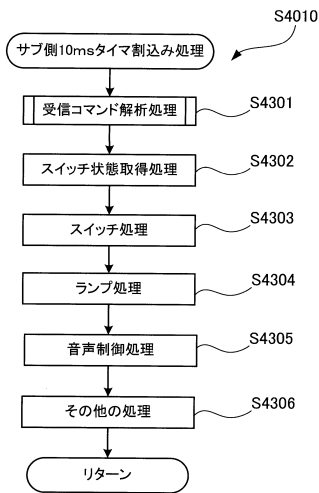 S4010
サブ側10msタイマ割込み処理
受信コマンド解析処理
S4301
スイッチ状態取得処理
S4302
スイッチ処理
S4303
ランプ処理
S4304
音声制御処理
S4305
その他の処理
S4306
リターン